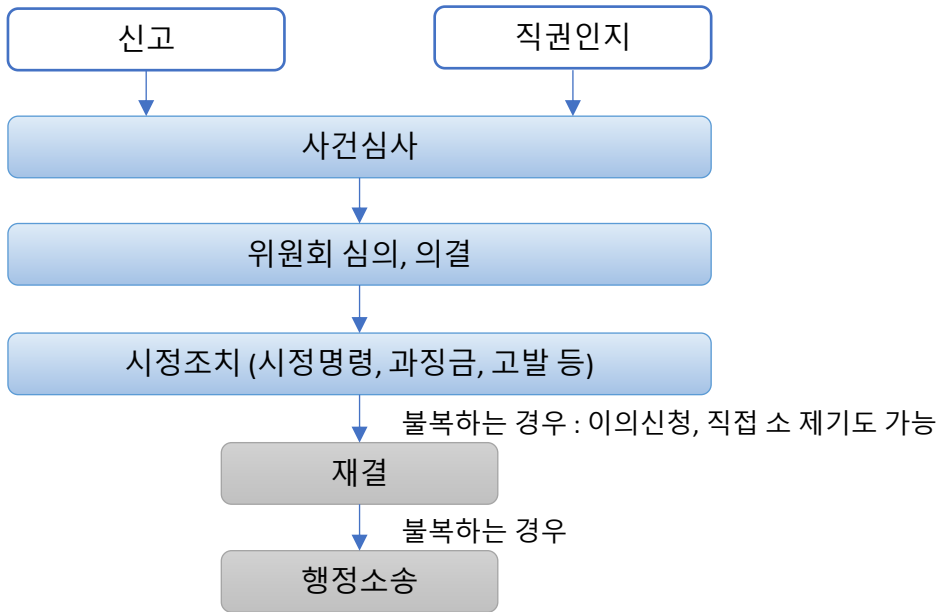 신고
직권인지
사건심사
위원회 심의, 의결
시정조치 (시정명령, 과징금, 고발 등)
불복하는 경우 : 이의신청, 직접 소 제기도 가능
재결
불복하는 경우
행정소송